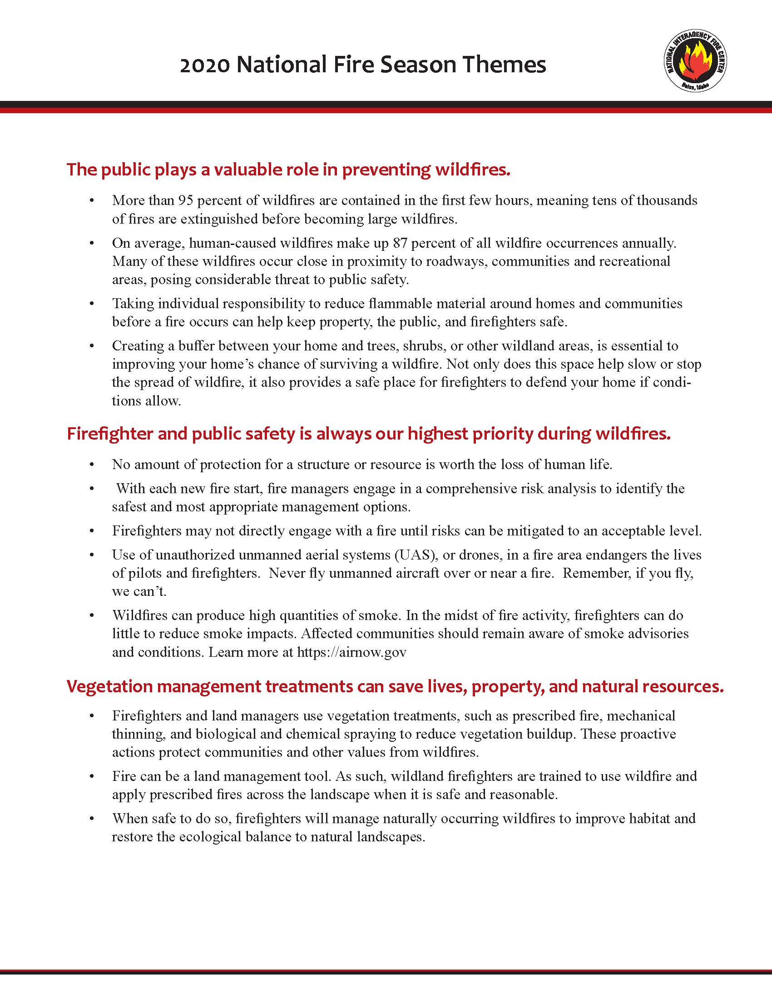 2020 National Fire Season Themes
NATIONAL INTERAGENCY FIRE CENTER
Boise, Idaho
The public plays a valuable role in preventing wildfires.
• More than 95 percent of wildfires are contained in the first few hours, meaning tens of thousands
of fires are extinguished before becoming large wildfires.
• On average, human-caused wildfires make up 87 percent of all wildfire occurrences annually.
Many of these wildfires occur close in proximity to roadways, communities and recreational
areas, posing considerable threat to public safety.
• Taking individual responsibility to reduce flammable material around homes and communities
before a fire occurs can help keep property, the public, and firefighters safe.
• Creating a buffer between your home and trees, shrubs, or other wildland areas, is essential to
improving your home’s chance of surviving a wildfire. Not only does this space help slow or stop
the spread of wildfire, it also provides a safe place for firefighters to defend your home if condi-
tions allow.
Firefighter and public safety is always our highest priority during wildfires.
• No amount of protection for a structure or resource is worth the loss of human life.
• With each new fire start, fire managers engage in a comprehensive risk analysis to identify the
safest and most appropriate management options.
• Firefighters may not directly engage with a fire until risks can be mitigated to an acceptable level.
• Use of unauthorized unmanned aerial systems (UAS), or drones, in a fire area endangers the lives
of pilots and firefighters.  Never fly unmanned aircraft over or near a fire.  Remember, if you fly,
we can’t.
• Wildfires can produce high quantities of smoke. In the midst of fire activity, firefighters can do
little to reduce smoke impacts. Affected communities should remain aware of smoke advisories
and conditions. Learn more at https://airnow.gov
Vegetation management treatments can save lives, property, and natural resources.
• Firefighters and land managers use vegetation treatments, such as prescribed fire, mechanical
thinning, and biological and chemical spraying to reduce vegetation buildup. These proactive
actions protect communities and other values from wildfires.
• Fire can be a land management tool. As such, wildland firefighters are trained to use wildfire and
apply prescribed fires across the landscape when it is safe and reasonable.
• When safe to do so, firefighters will manage naturally occurring wildfires to improve habitat and
restore the ecological balance to natural landscapes.